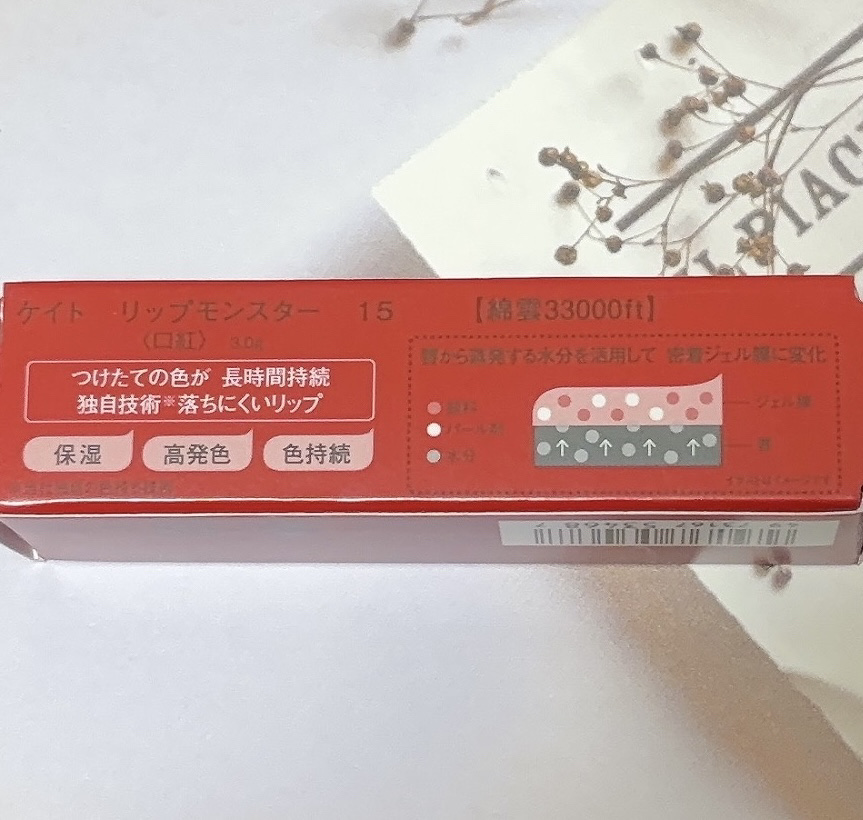 ケイト リップモンスター 15 【綿雲33000ft】
〈口紅〉 3.0g
つけたての色が 長時間持続
独自技術※落ちにくいリップ
保湿 高発色 色持続
唇から蒸発する水分を活用して 密着ジェル膜に変化
ジェル膜
パール剤
水分
唇